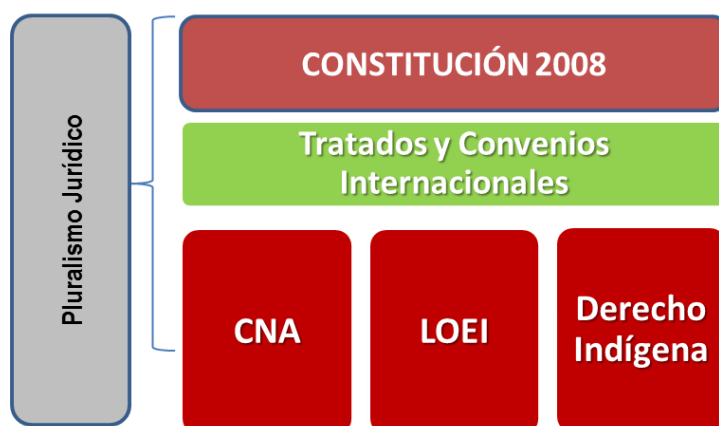 Pluralismo Jurídico
CONSTITUCIÓN 2008
Tratados y Convenios
Internacionales
CNA
LOEI
Derecho
Indígena